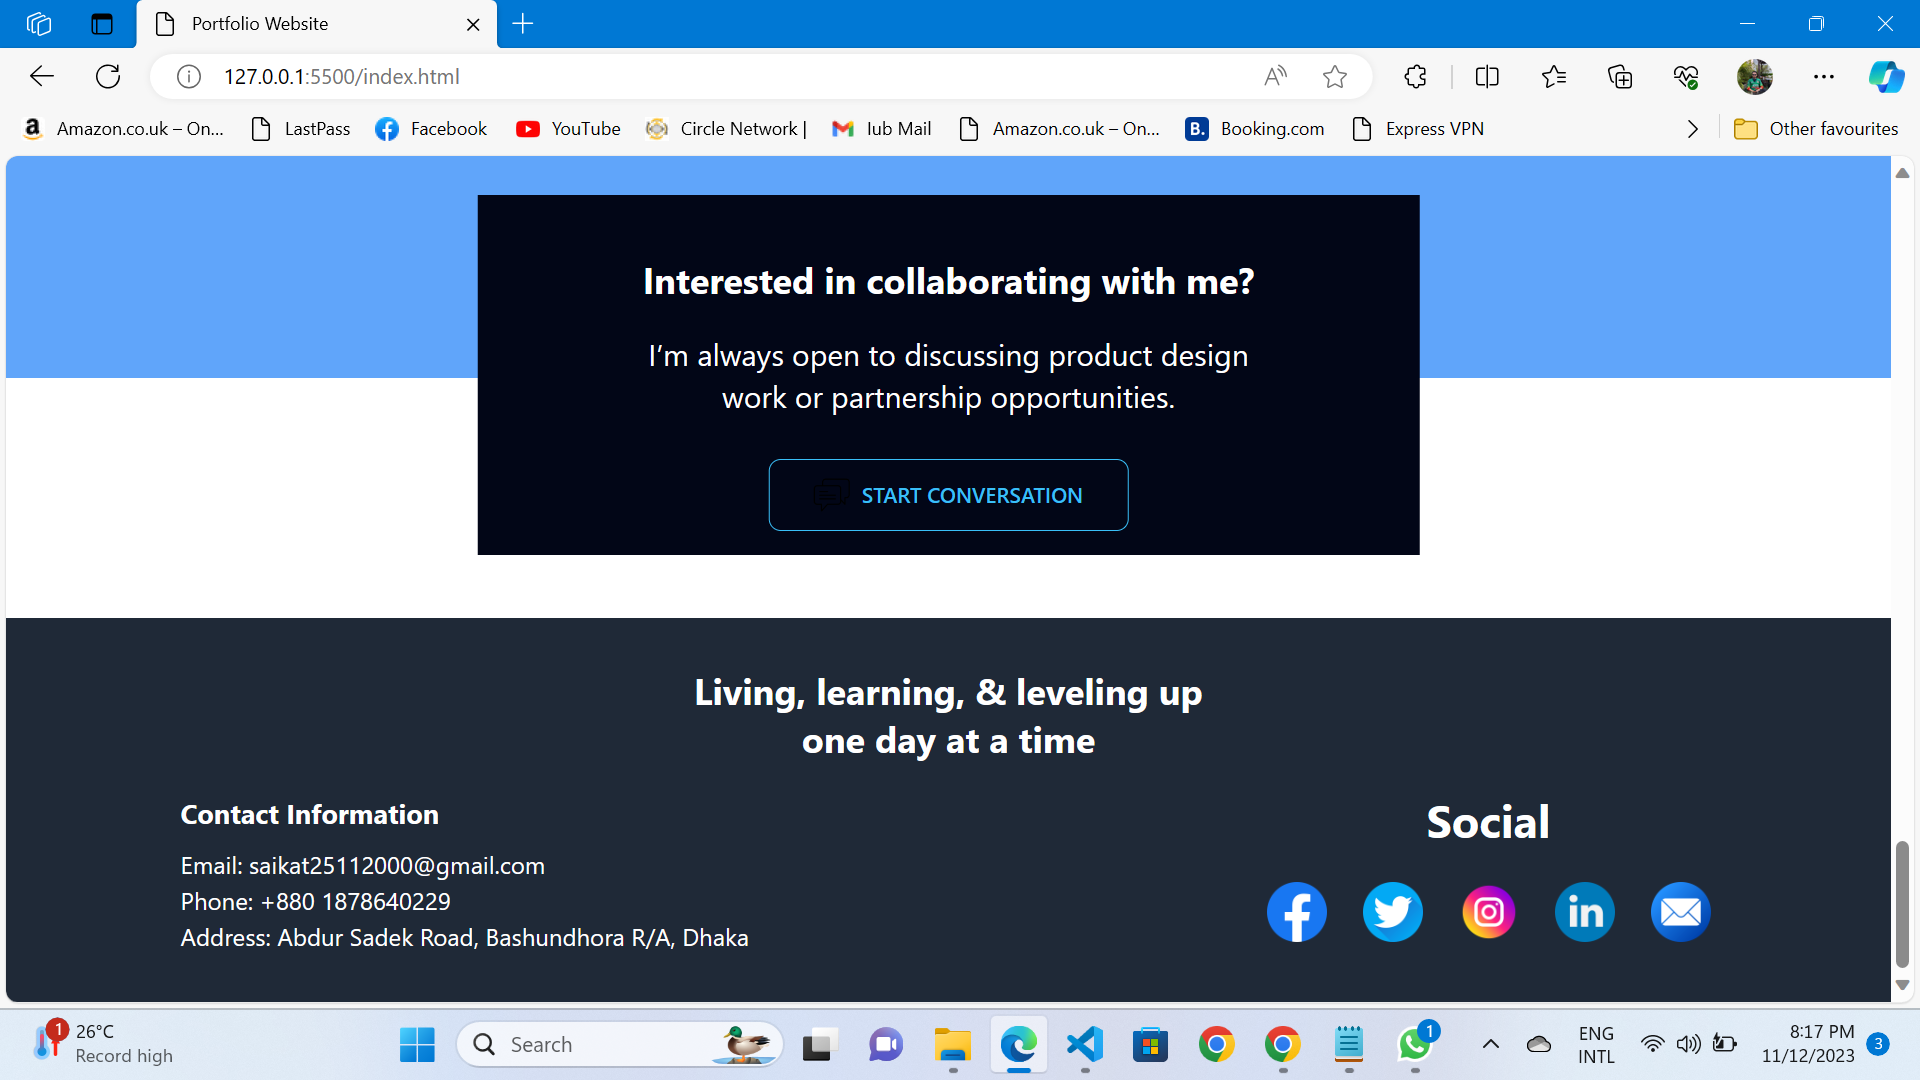 Portfolio Website
127.0.0.1:5500/index.html
Amazon.co.uk – On... LastPass Facebook YouTube Circle Network | Iub Mail Amazon.co.uk – On... B. Booking.com Express VPN Other favourites
Interested in collaborating with me?
I’m always open to discussing product design
work or partnership opportunities.
START CONVERSATION
Living, learning, & leveling up
one day at a time
Contact Information
Email: saikat25112000@gmail.com
Phone: +880 1878640229
Address: Abdur Sadek Road, Bashundhora R/A, Dhaka
Social
1
26°C
Record high
Search
1
ENG
INTL
8:17 PM
11/12/2023
3